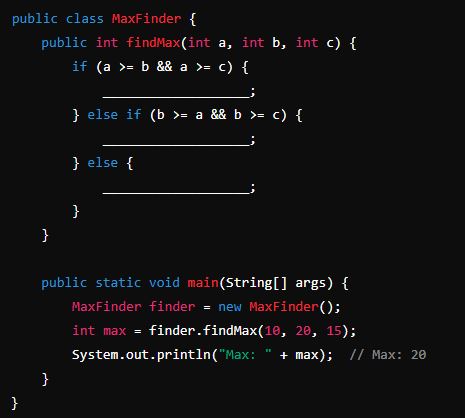 public class MaxFinder {
    public int findMax(int a, int b, int c) {
        if (a >= b && a >= c) {
            ___________________;
        } else if (b >= a && b >= c) {
            ___________________;
        } else {
            ___________________;
        }
    }

    public static void main(String[] args) {
        MaxFinder finder = new MaxFinder();
        int max = finder.findMax(10, 20, 15);
        System.out.println("Max: " + max);  // Max: 20
    }
}